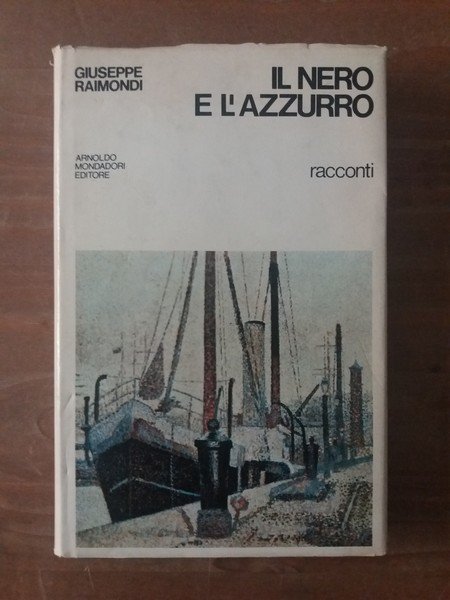 GIUSEPPE
RAIMONDI
IL NERO
E L'AZZURRO
ARNOLDO
MONDADORI
EDITORE
racconti